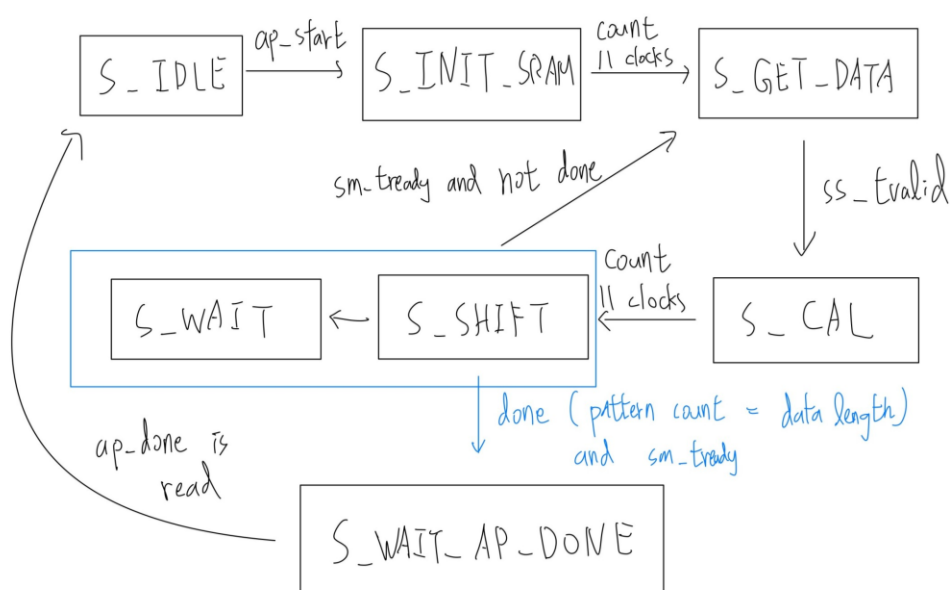 S_IDLE
ap_start
S_INIT_SRAM
count
11 clocks
S_GET_DATA
sm_tready and not done
ss_tvalid
S_WAIT
S_SHIFT
count
11 clocks
S_CAL
done (pattern count = data length)
and sm_tready
ap_done is
read
S_WAIT_AP_DONE